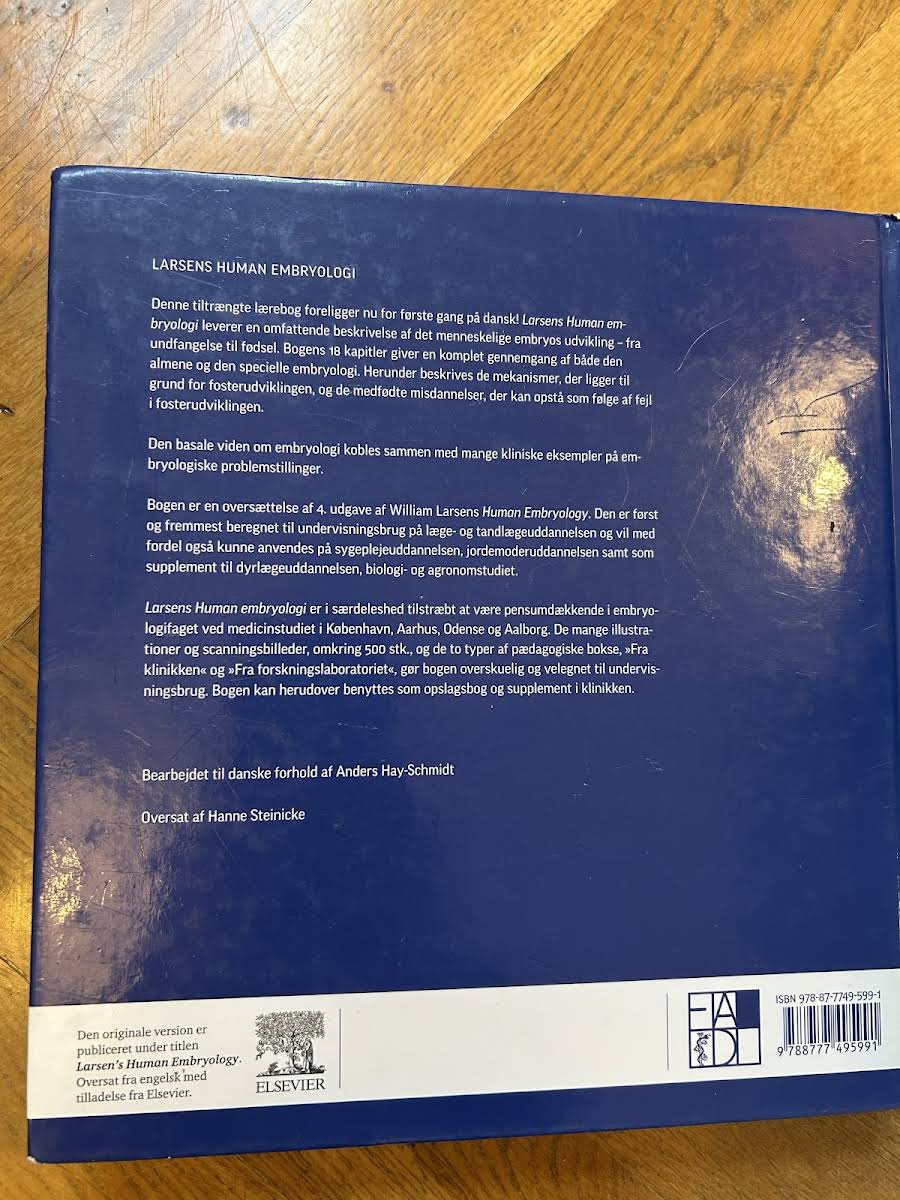 LARSENS HUMAN EMBRYOLOGI
Denne tiltrængte lærebog foreligger nu for første gang på dansk! Larsens Human em-
bryologi leverer en omfattende beskrivelse af det menneskelige embryos udvikling – fra
undfangelse til fødsel. Bogens 18 kapitler giver en komplet gennemgang af både den
almene og den specielle embryologi. Herunder beskrives de mekanismer, der ligger til
grund for fosterudviklingen, og de medfødte misdannelser, der kan opstå som følge af fejl
i fosterudviklingen.
Den basale viden om embryologi kobles sammen med mange kliniske eksempler på em-
bryologiske problemstillinger.
Bogen er en oversættelse af 4. udgave af William Larsens Human Embryology. Den er først
og fremmest beregnet til undervisningsbrug på læge- og tandlægeuddannelsen og vil med
fordel også kunne anvendes på sygeplejeuddannelsen, jordemoderuddannelsen samt som
supplement til dyrlægeuddannelsen, biologi- og agronomstudiet.
Larsens Human embryologi er i særdeleshed tilstræbt at være pensumdækkende i embryo-
logifaget ved medicinstudiet i København, Aarhus, Odense og Aalborg. De mange illustra-
tioner og scanningsbilleder, omkring 500 stk., og de to typer af pædagogiske bokse, »Fra
klinikken« og »Fra forskningslaboratoriet«, gør bogen overskuelig og velegnet til undervis-
ningsbrug. Bogen kan herudover benyttes som opslagsbog og supplement i klinikken.
Bearbejdet til danske forhold af Anders Hay-Schmidt
Oversat af Hanne Steinicke
Den originale version er
publiceret under titlen
Larsen's Human Embryology.
Oversat fra engelsk med
tilladelse fra Elsevier.
ELSEVIER
FADL
ISBN 978-87-7749-599-1
9 788777 495991